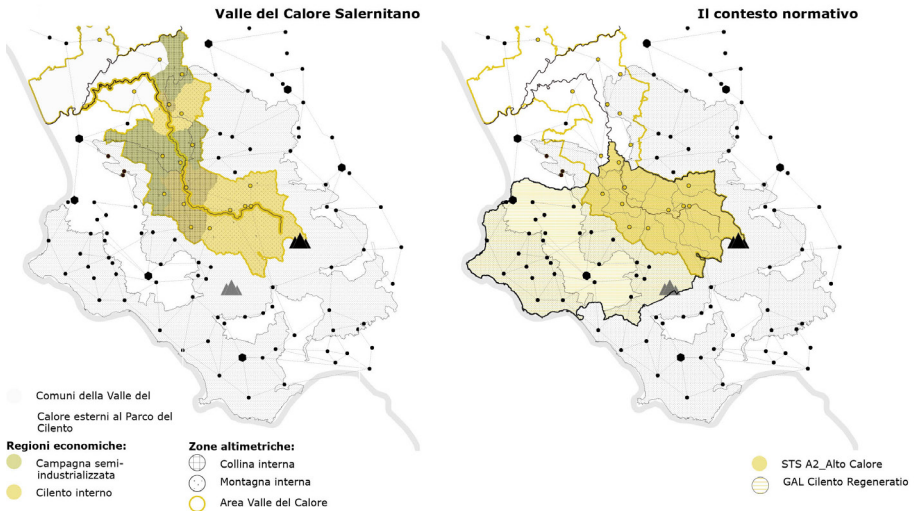 Valle del Calore Salernitano
Il contesto normativo
Comuni della Valle del
Calore esterni al Parco del
Cilento
Regioni economiche:
Campagna semi-
industrializzata
Cilento interno
Zone altimetriche:
Collina interna
Montagna interna
Area Valle del Calore
STS A2_Alto Calore
GAL Cilento Regeneratio